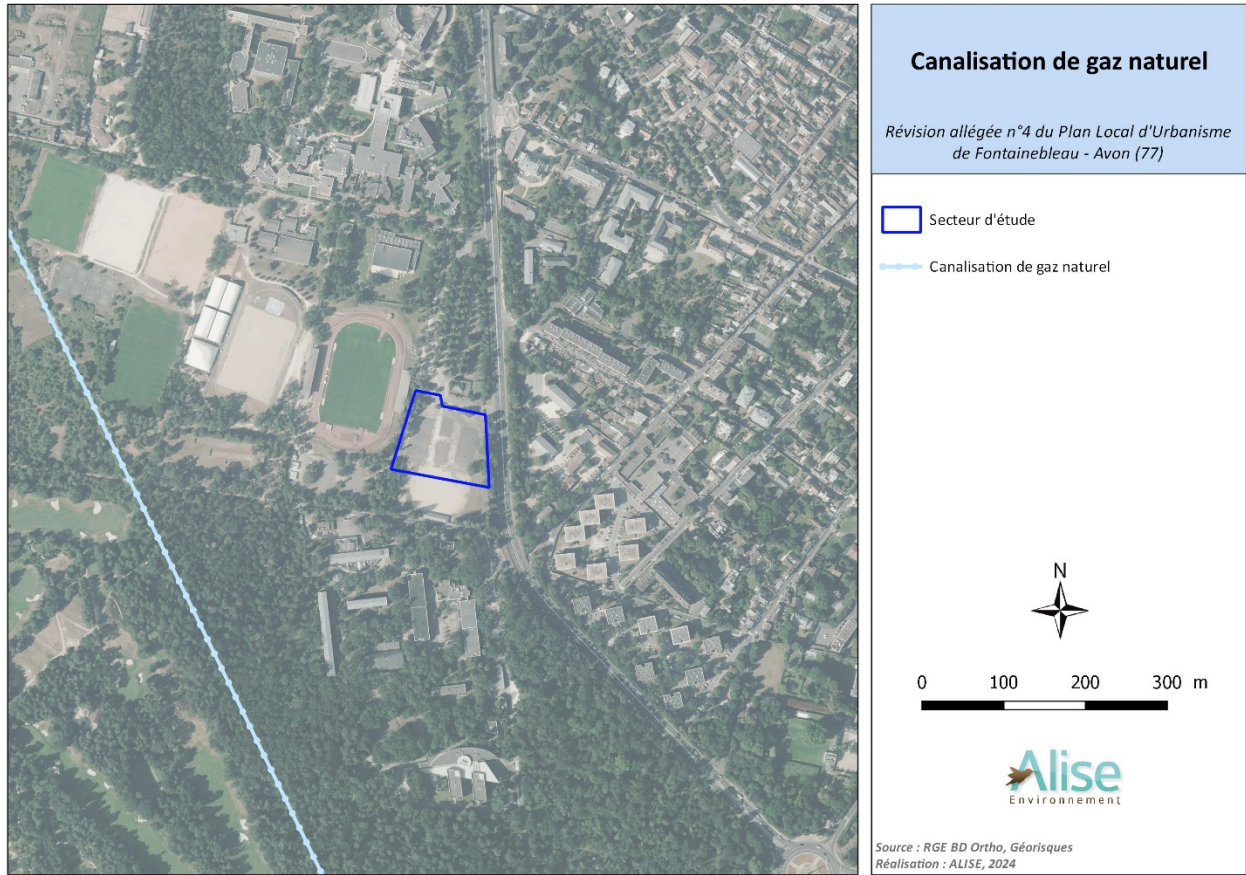 Canalisation de gaz naturel
Révision allégée n°4 du Plan Local d'Urbanisme
de Fontainebleau - Avon (77)
Secteur d'étude
Canalisation de gaz naturel
N
0 100 200 300 m
Alise
Environnement
Source : RGE BD Ortho, Géorisques
Réalisation : ALISE, 2024